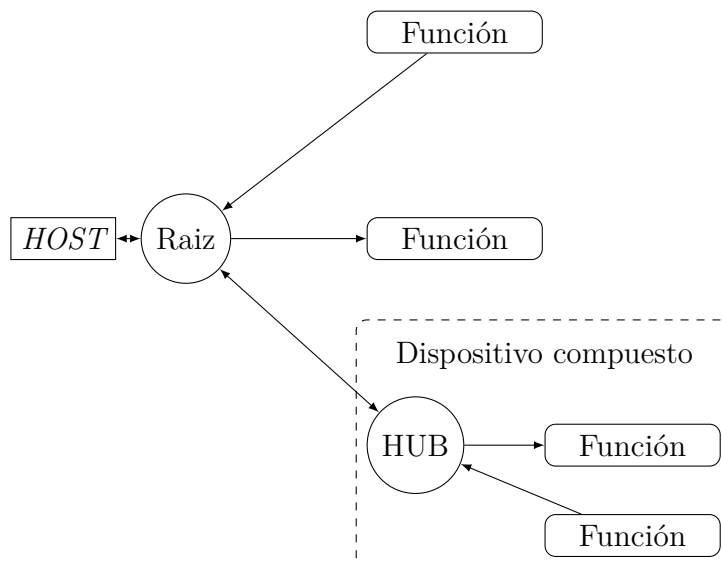 Función
HOST
Raiz
Función
Dispositivo compuesto
HUB
Función
Función